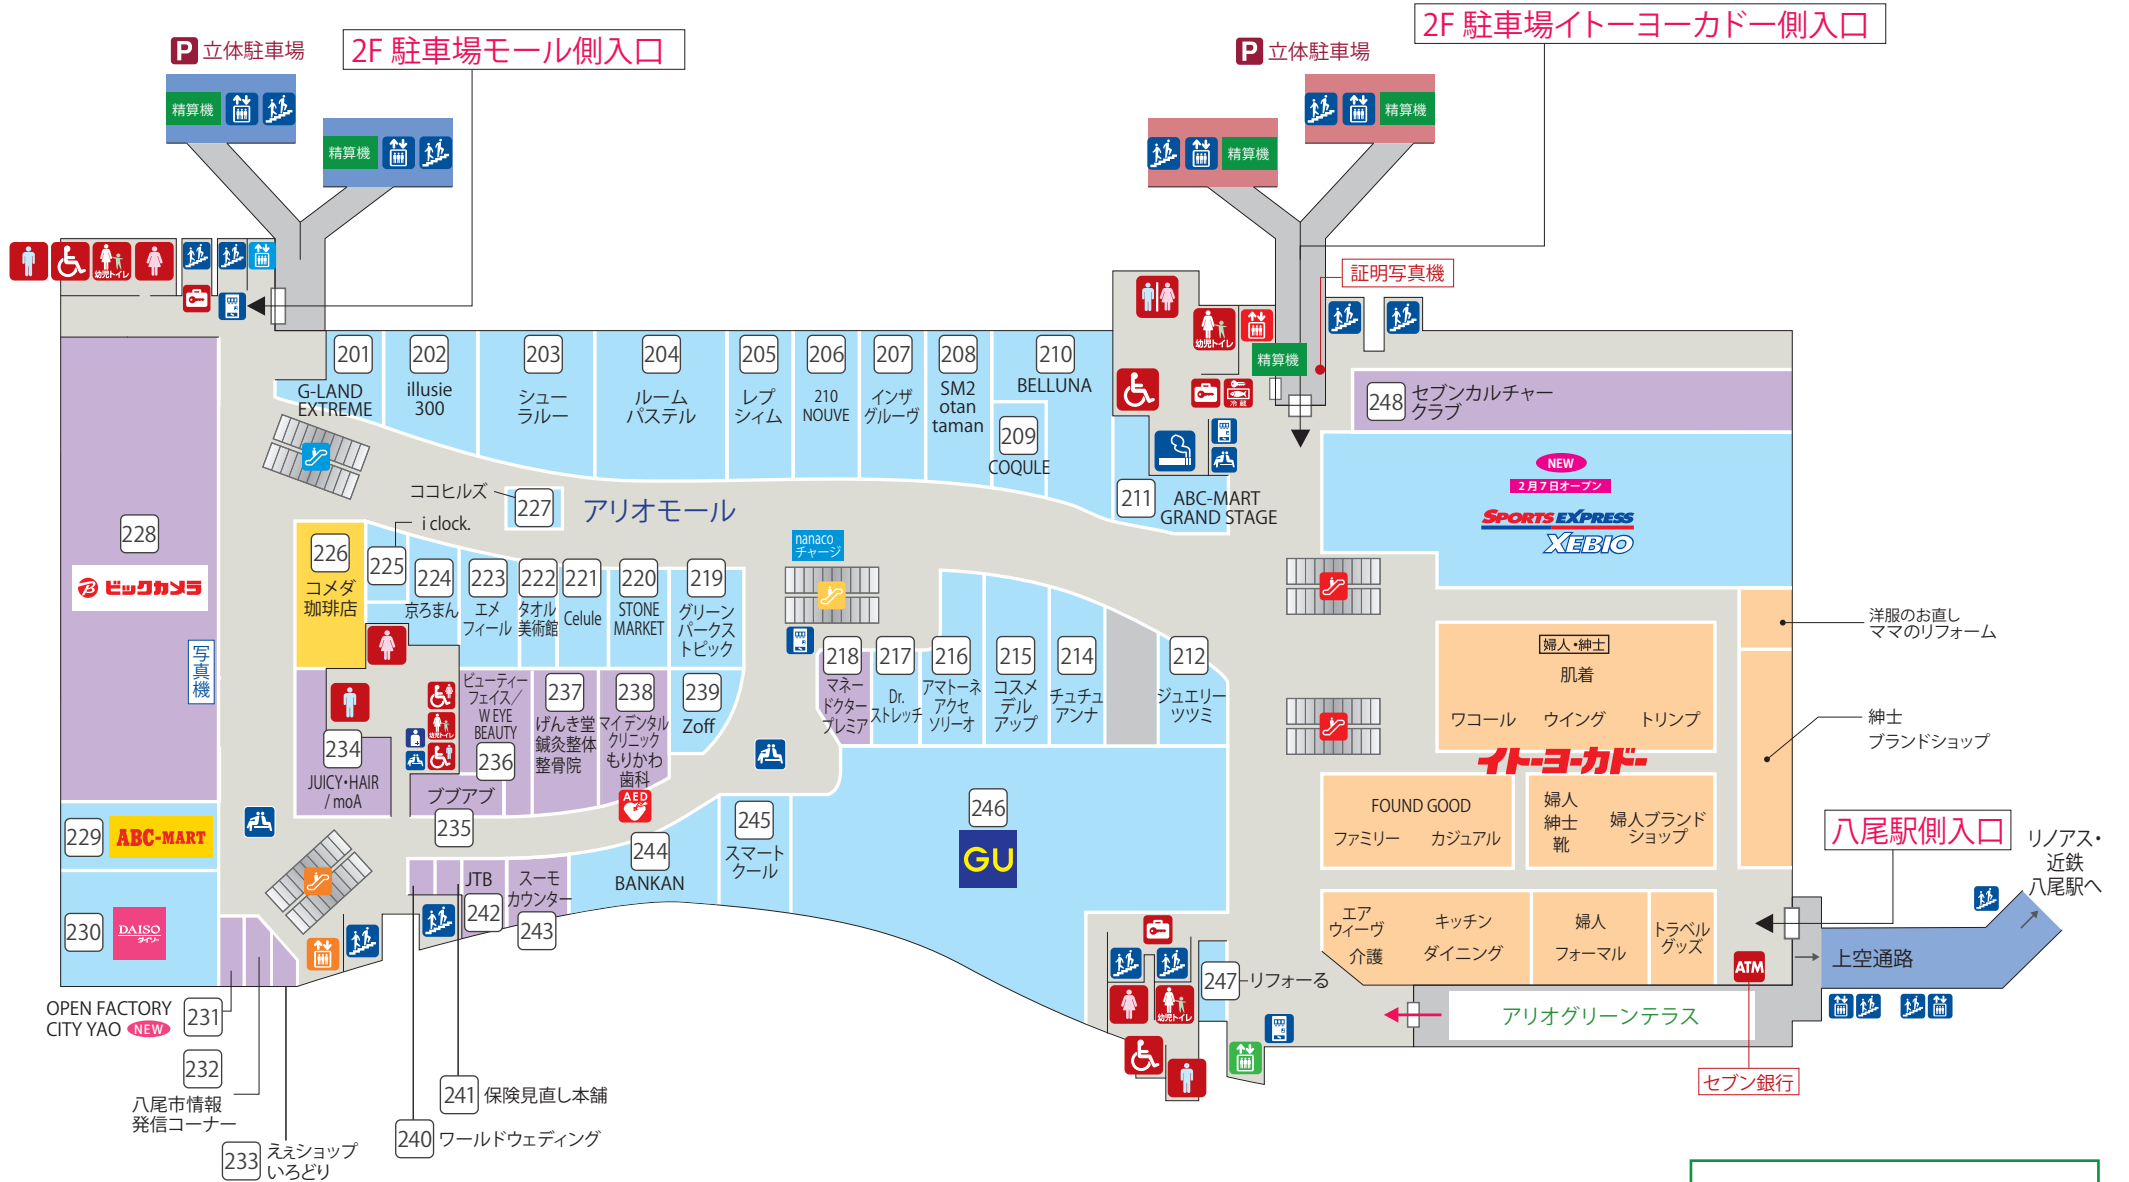 2F 駐車場イトーヨーカドー側入口
2F 駐車場モール側入口
P 立体駐車場
P 立体駐車場
精算機
精算機
精算機
精算機
幼児トイレ
証明写真機
幼児トイレ
精算機
冷蔵
201
G-LAND
EXTREME
202
illusie
300
203
シュー
ラルー
204
ルーム
パステル
205
レプ
シィム
206
210
NOUVE
207
インザ
グルーヴ
208
SM2
otan
taman
210
BELLUNA
209
COQULE
211
ABC-MART
GRAND STAGE
248
セブンカルチャー
クラブ
NEW
2月7日オープン
SPORTS EXPRESS
XEBIO
ココヒルズ
227
アリオモール
i clock.
nanaco
チャージ
228
ビックカメラ
写真機
226
コメダ
珈琲店
225
224
京ろまん
223
エメ
フィール
222
タオル
美術館
221
Celule
220
STONE
MARKET
219
グリーン
パークス
トピック
218
マネー
ドクター
プレミア
217
Dr.
ストレッチ
216
アマトーネ
アクセ
ソリーオ
215
コスメ
デル
アップ
214
チュチュ
アンナ
212
ジュエリー
ツツミ
洋服のお直し
ママのリフォーム
婦人・紳士
肌着
ワコール
ウイング
トリンプ
紳士
ブランドショップ
イトーヨーカドー
FOUND GOOD
ファミリー
カジュアル
婦人
紳士
靴
婦人ブランド
ショップ
234
JUICY・HAIR
/ moA
幼児トイレ
ビューティー
フェイス／
W EYE
BEAUTY
236
237
げんき堂
鍼灸整体
整骨院
238
マイ デンタル
クリニック
もりかわ
歯科
AED
239
Zoff
ブブアブ
235
229
ABC-MART
230
DAISO
ダイソー
JTB
242
スーモ
カウンター
243
244
BANKAN
245
スマート
クール
246
GU
八尾駅側入口
リノアス・
近鉄
八尾駅へ
エア
ウィーヴ
介護
キッチン
ダイニング
婦人
フォーマル
トラベル
グッズ
ATM
上空通路
247
リフォーる
幼児トイレ
アリオグリーンテラス
セブン銀行
OPEN FACTORY
CITY YAO NEW
231
232
八尾市情報
発信コーナー
233
えぇショップ
いろどり
241 保険見直し本舗
240 ワールドウェディング